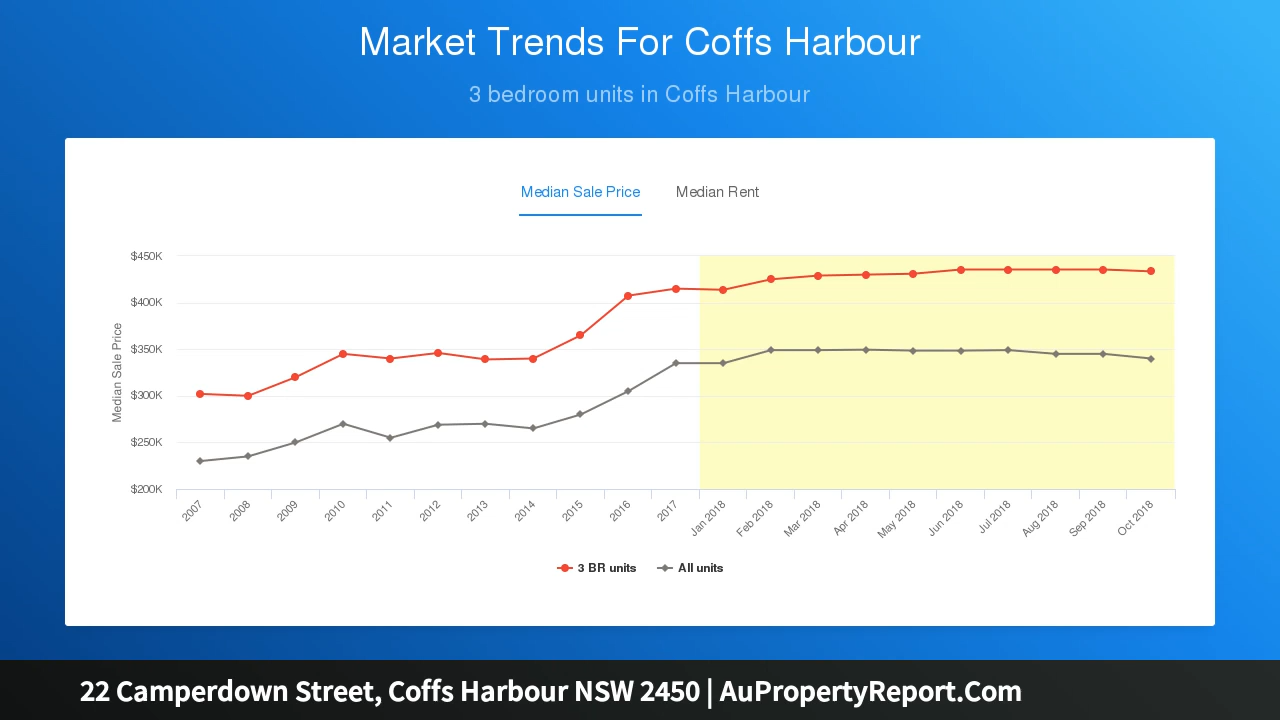 Market Trends For Coffs Harbour
3 bedroom units in Coffs Harbour
Median Sale Price Median Rent
Median Sale Price
$450K
$400K
$350K
$300K
$250K
$200K
2007 2008 2009 2010 2011 2012 2013 2014 2015 2016 2017 Jan 2018 Feb 2018 Mar 2018 Apr 2018 May 2018 Jun 2018 Jul 2018 Aug 2018 Sep 2018 Oct 2018
3 BR units All units
22 Camperdown Street, Coffs Harbour NSW 2450 | AuPropertyReport.Com